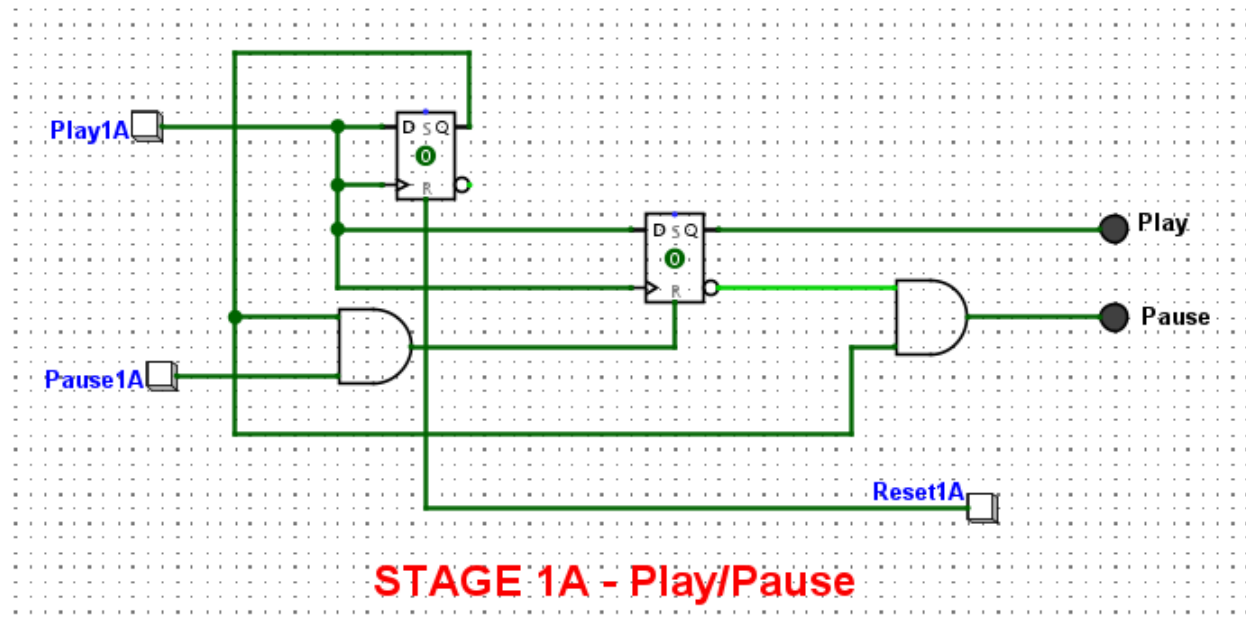 Play1A
D S Q
0
R
D S Q
0
R
Play
Pause
Pause1A
Reset1A
STAGE 1A - Play/Pause